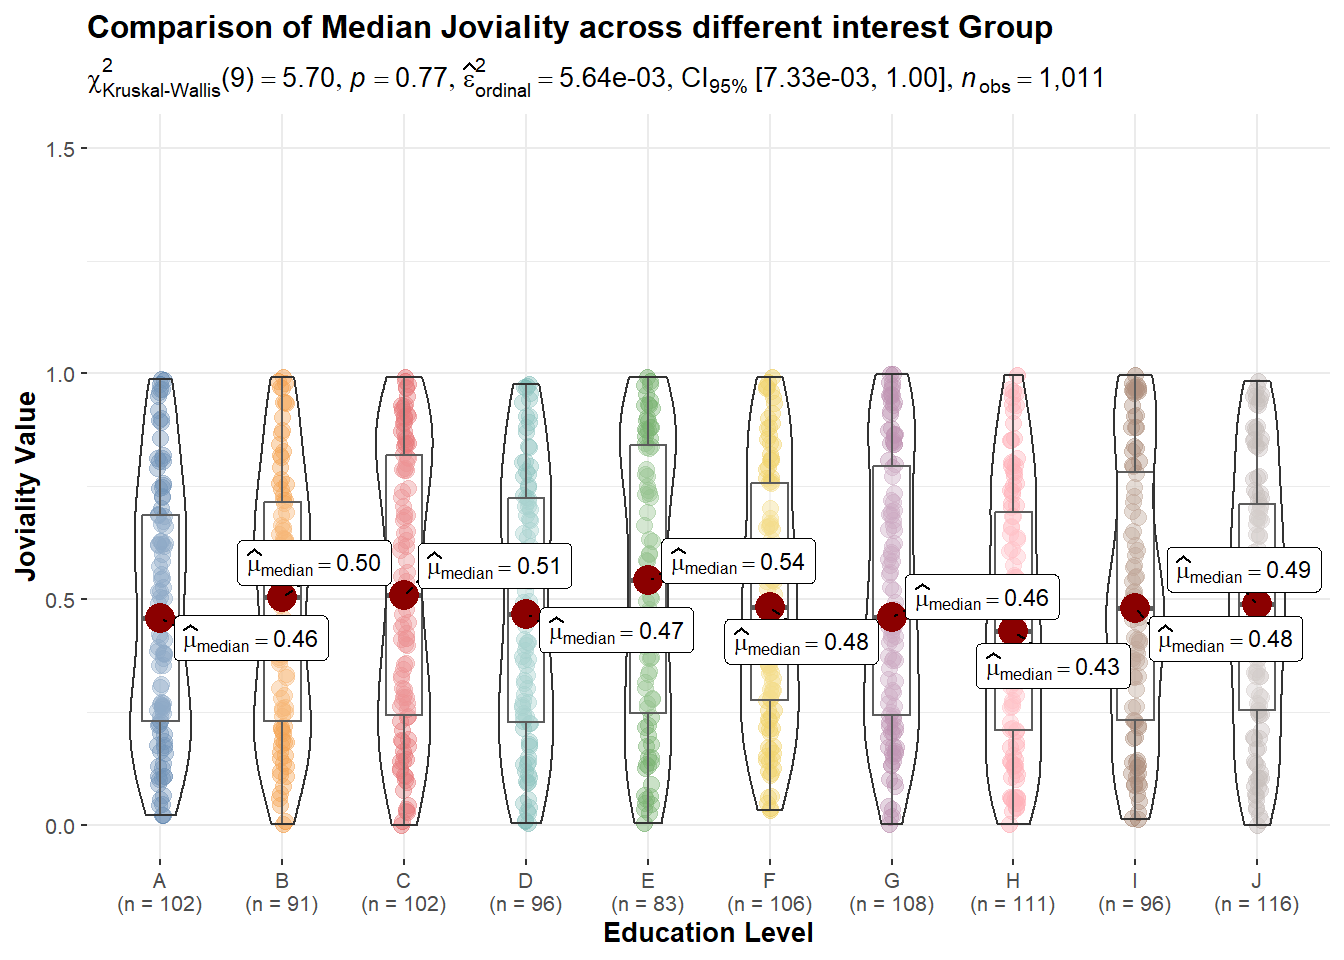 Comparison of Median Joviality across different interest Group
χ²Kruskal-Wallis(9) = 5.70, p = 0.77, ε̂²ordinal = 5.64e-03, CI95% [7.33e-03, 1.00], nobs = 1,011
Joviality Value
1.5
1.0
0.5
0.0
μ̂median = 0.46
μ̂median = 0.50
μ̂median = 0.51
μ̂median = 0.47
μ̂median = 0.54
μ̂median = 0.48
μ̂median = 0.46
μ̂median = 0.43
μ̂median = 0.48
μ̂median = 0.49
A B C D E F G H I J
(n = 102) (n = 91) (n = 102) (n = 96) (n = 83) (n = 106) (n = 108) (n = 111) (n = 96) (n = 116)
Education Level